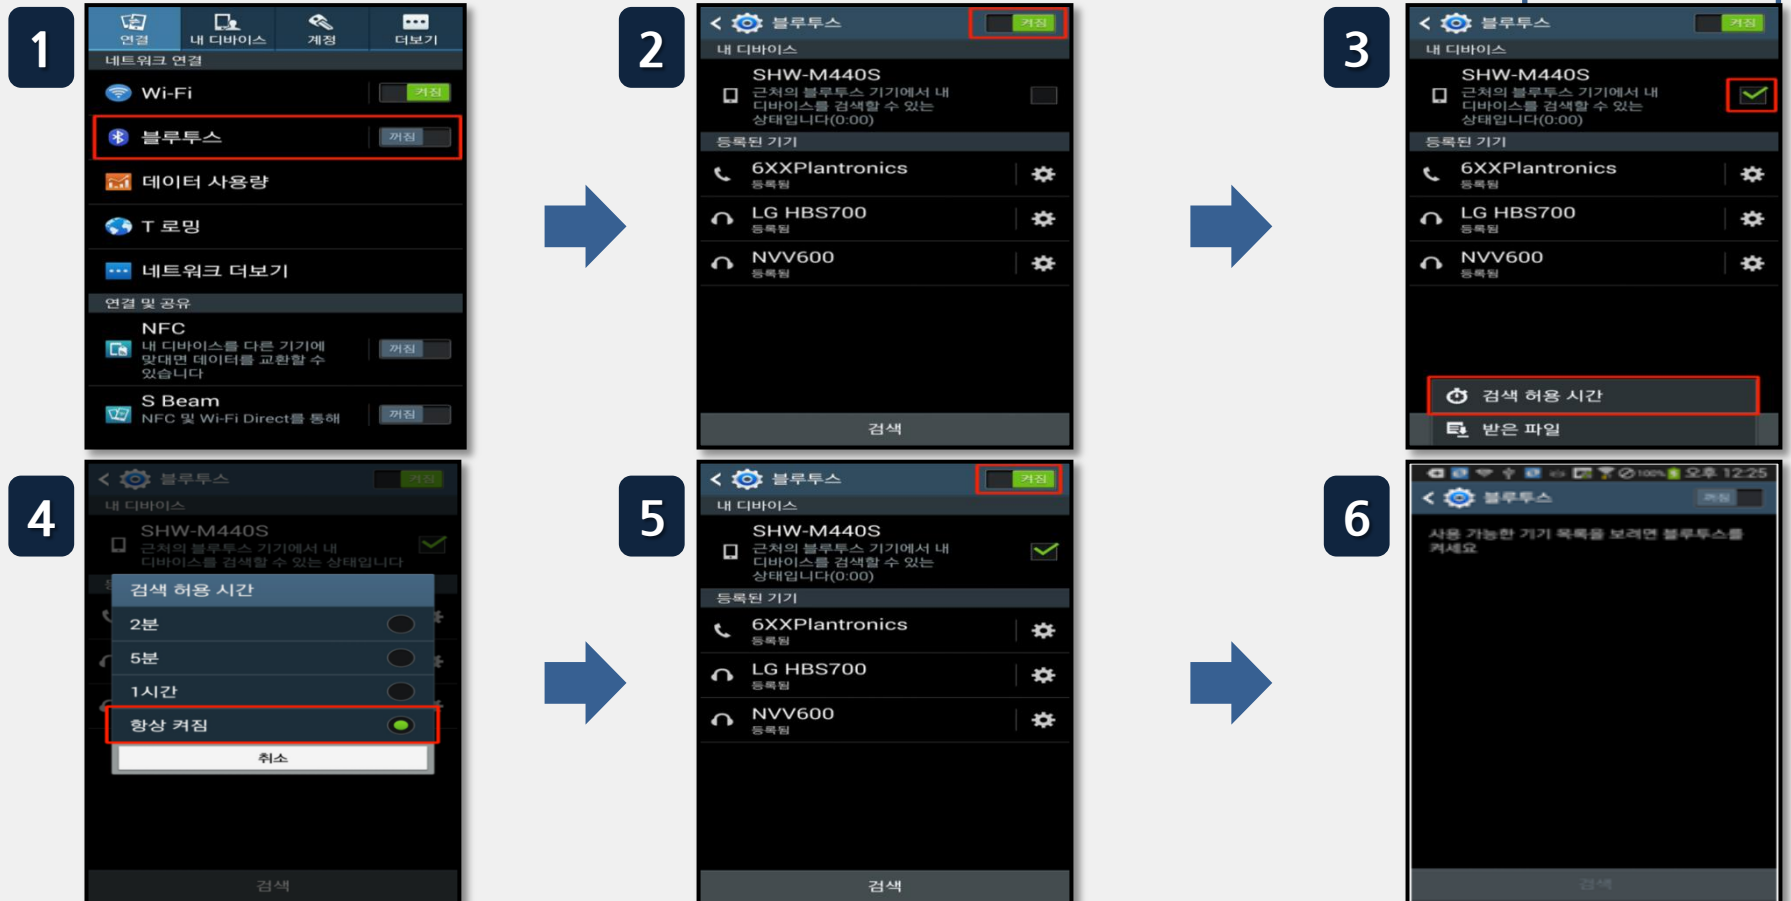 1
연결
내 디바이스
계정
더보기
네트워크 연결
Wi-Fi
켜짐
블루투스
꺼짐
데이터 사용량
T 로밍
네트워크 더보기
연결 및 공유
NFC
내 디바이스를 다른 기기에
맞대면 데이터를 교환할 수
있습니다
꺼짐
S Beam
NFC 및 Wi-Fi Direct를 통해
꺼짐
2
블루투스
켜짐
내 디바이스
SHW-M440S
근처의 블루투스 기기에서 내
디바이스를 검색할 수 있는
상태입니다(0:00)
등록된 기기
6XXPlantronics
등록됨
LG HBS700
등록됨
NVV600
등록됨
검색
3
블루투스
켜짐
내 디바이스
SHW-M440S
근처의 블루투스 기기에서 내
디바이스를 검색할 수 있는
상태입니다(0:00)
등록된 기기
6XXPlantronics
등록됨
LG HBS700
등록됨
NVV600
등록됨
검색 허용 시간
받은 파일
4
블루투스
켜짐
내 디바이스
SHW-M440S
근처의 블루투스 기기에서 내
디바이스를 검색할 수 있는 상태입니다
검색 허용 시간
2분
5분
1시간
항상 켜짐
취소
검색
5
블루투스
켜짐
내 디바이스
SHW-M440S
근처의 블루투스 기기에서 내
디바이스를 검색할 수 있는
상태입니다(0:00)
등록된 기기
6XXPlantronics
등록됨
LG HBS700
등록됨
NVV600
등록됨
검색
6
100% 오후 12:25
블루투스
꺼짐
사용 가능한 기기 목록을 보려면 블루투스를
켜세요
검색